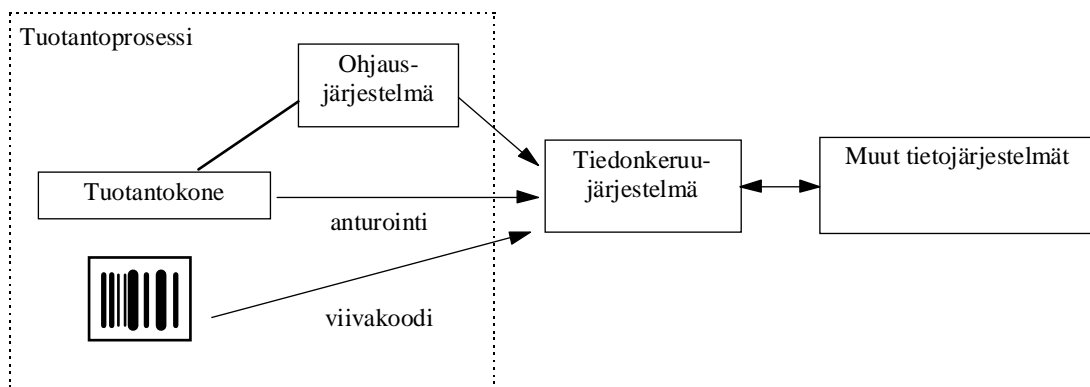 Tuotantoprosessi
Ohjaus-
järjestelmä
Tuotantokone
anturointi
viivakoodi
Tiedonkeruu-
järjestelmä
Muut tietojärjestelmät